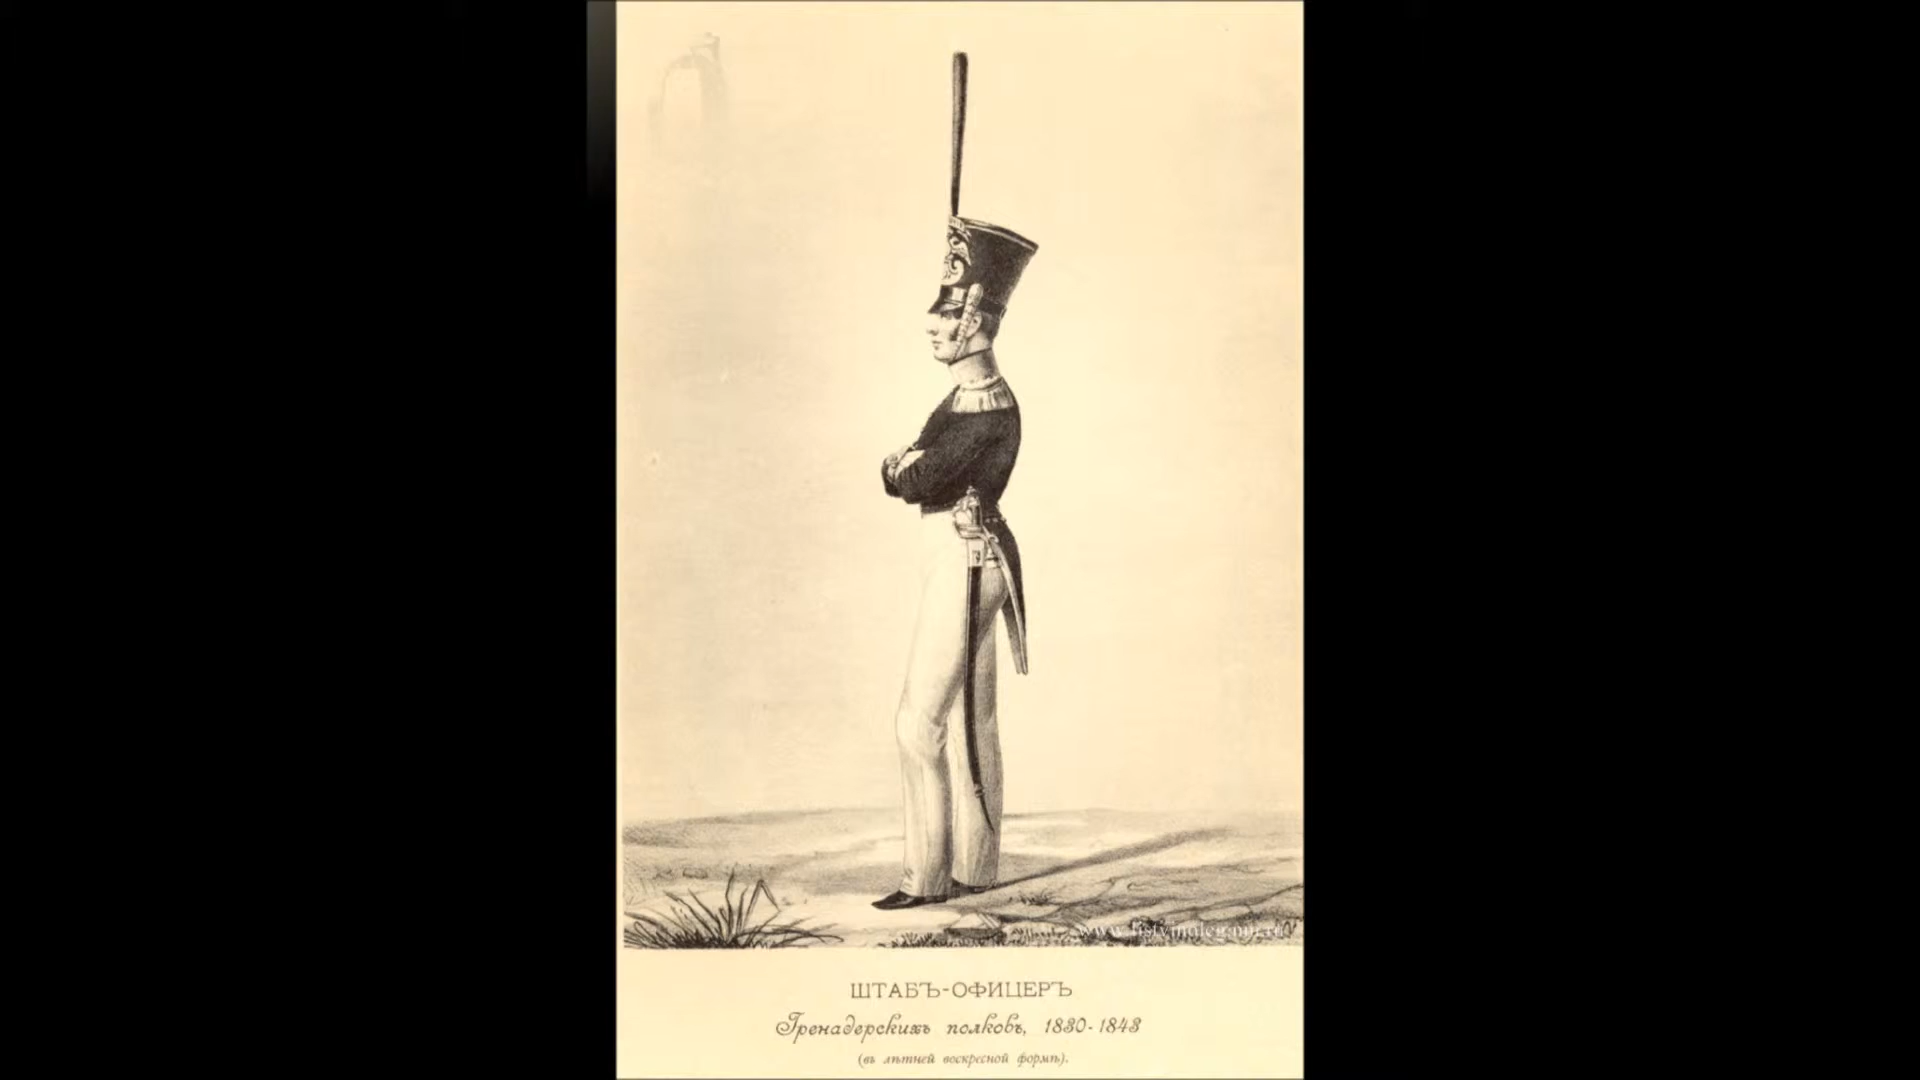 ШТАБЪ-ОФИЦЕРЪ
Гренадерскихъ полковъ, 1830-1843
(въ лѣтней воскресной формѣ).